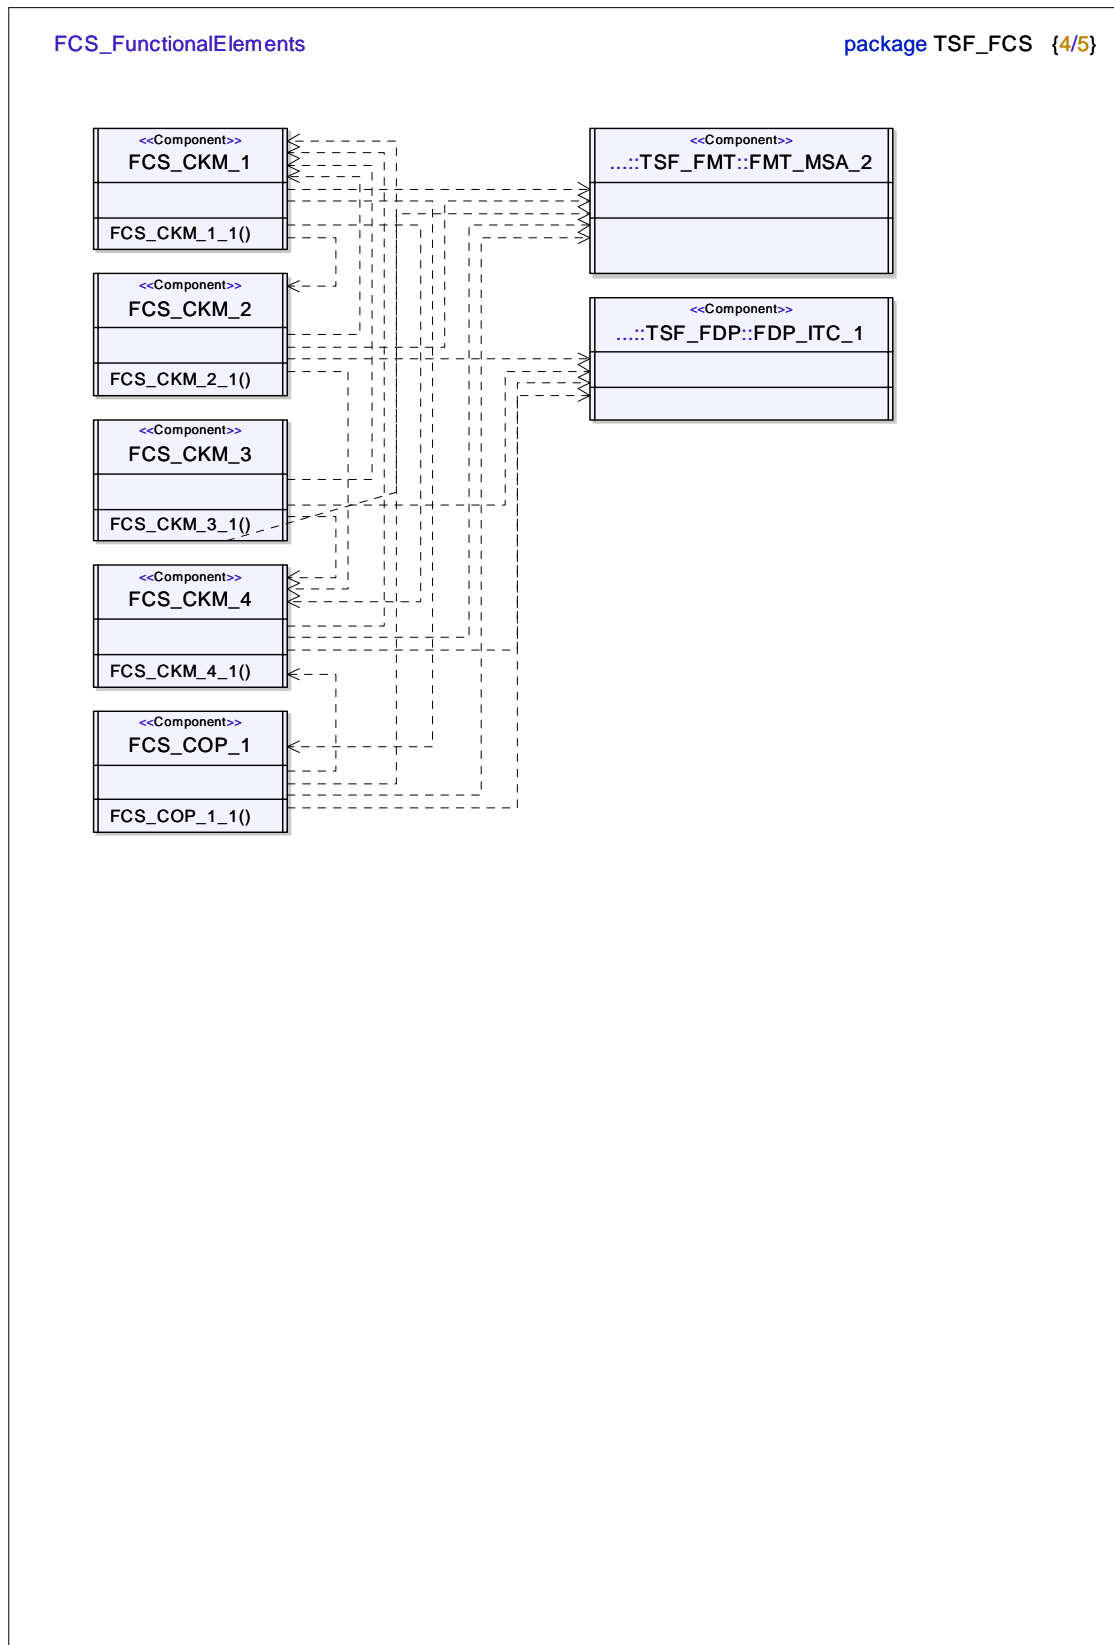 FCS_FunctionalElements
package TSF_FCS {4/5}
<<Component>>
FCS_CKM_1
FCS_CKM_1_1()
<<Component>>
FCS_CKM_2
FCS_CKM_2_1()
<<Component>>
FCS_CKM_3
FCS_CKM_3_1()
<<Component>>
FCS_CKM_4
FCS_CKM_4_1()
<<Component>>
FCS_COP_1
FCS_COP_1_1()
<<Component>>
...::TSF_FMT::FMT_MSA_2
<<Component>>
...::TSF_FDP::FDP_ITC_1